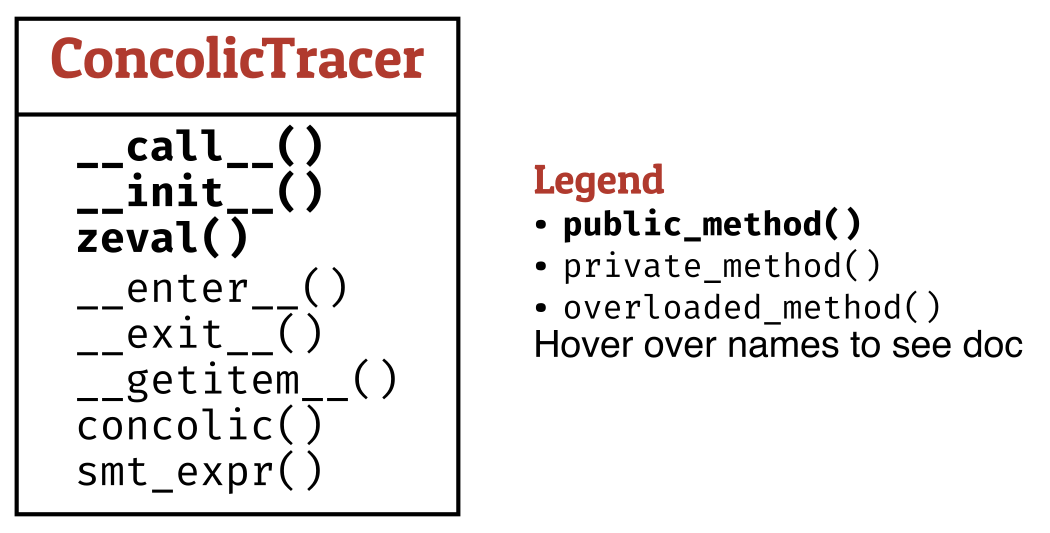 ConcolicTracer
__call__()
__init__()
zeval()
__enter__()
__exit__()
__getitem__()
concolic()
smt_expr()
Legend
• public_method()
• private_method()
• overloaded_method()
Hover over names to see doc